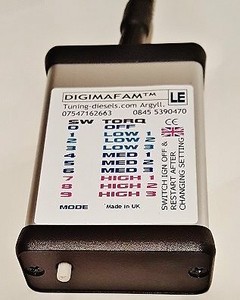 DIGIMAFAM™ LE
Tuning-diesels.com Argyll.
07547162663 0845 5390470
SW TORQ
0 OFF
1 LOW 1
2 LOW 2
3 LOW 3
4 MED 1
5 MED 2
6 MED 3
7 HIGH 1
8 HIGH 2
9 HIGH 3
MODE Made in UK
CE
SWITCH IGN OFF &
RESTART AFTER
CHANGING SETTING